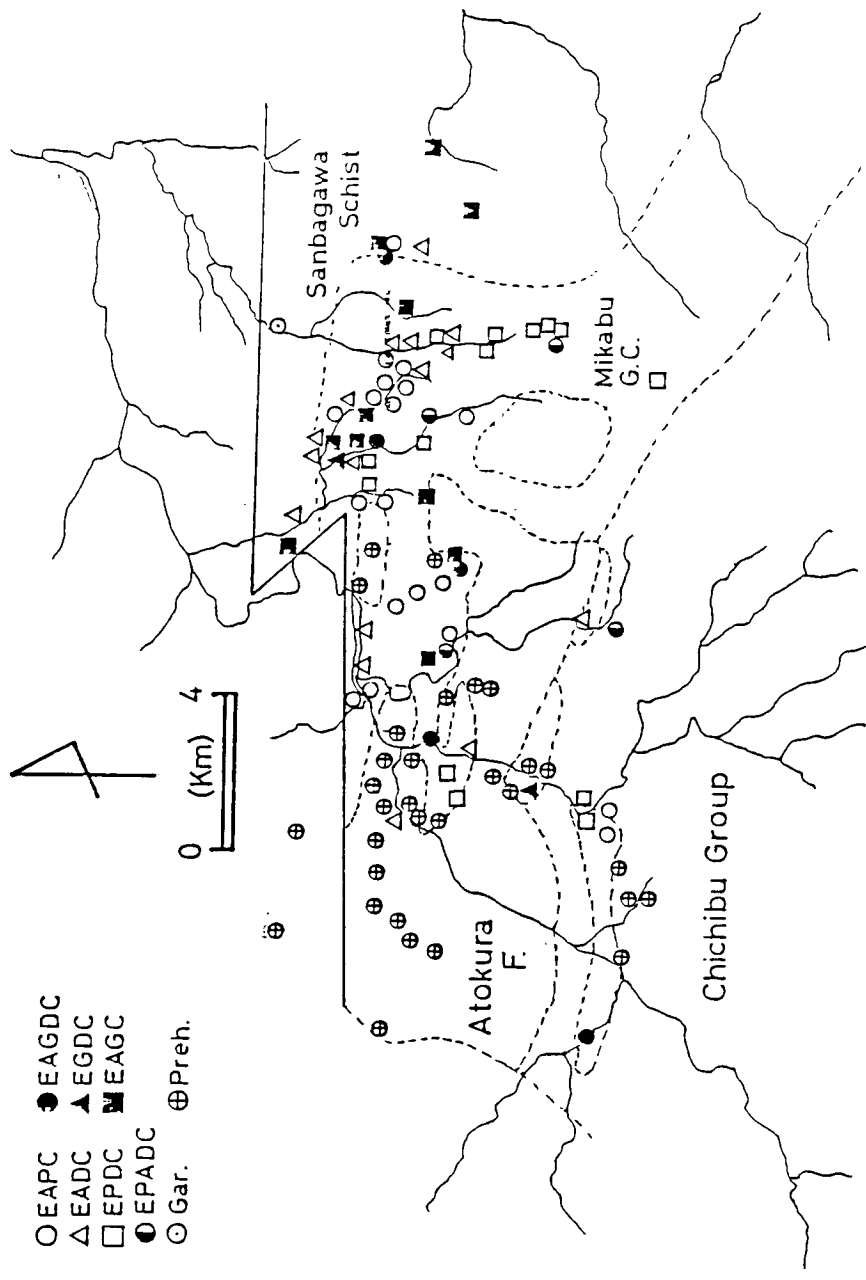 EAPC EAGDC
EADC EGDC
EPDC EAGC
EPADC
Gar. Preh.
0 (Km) 4
Sanbagawa
Schist
Mikabu
G.C.
Atokura
F.
Chichibu Group